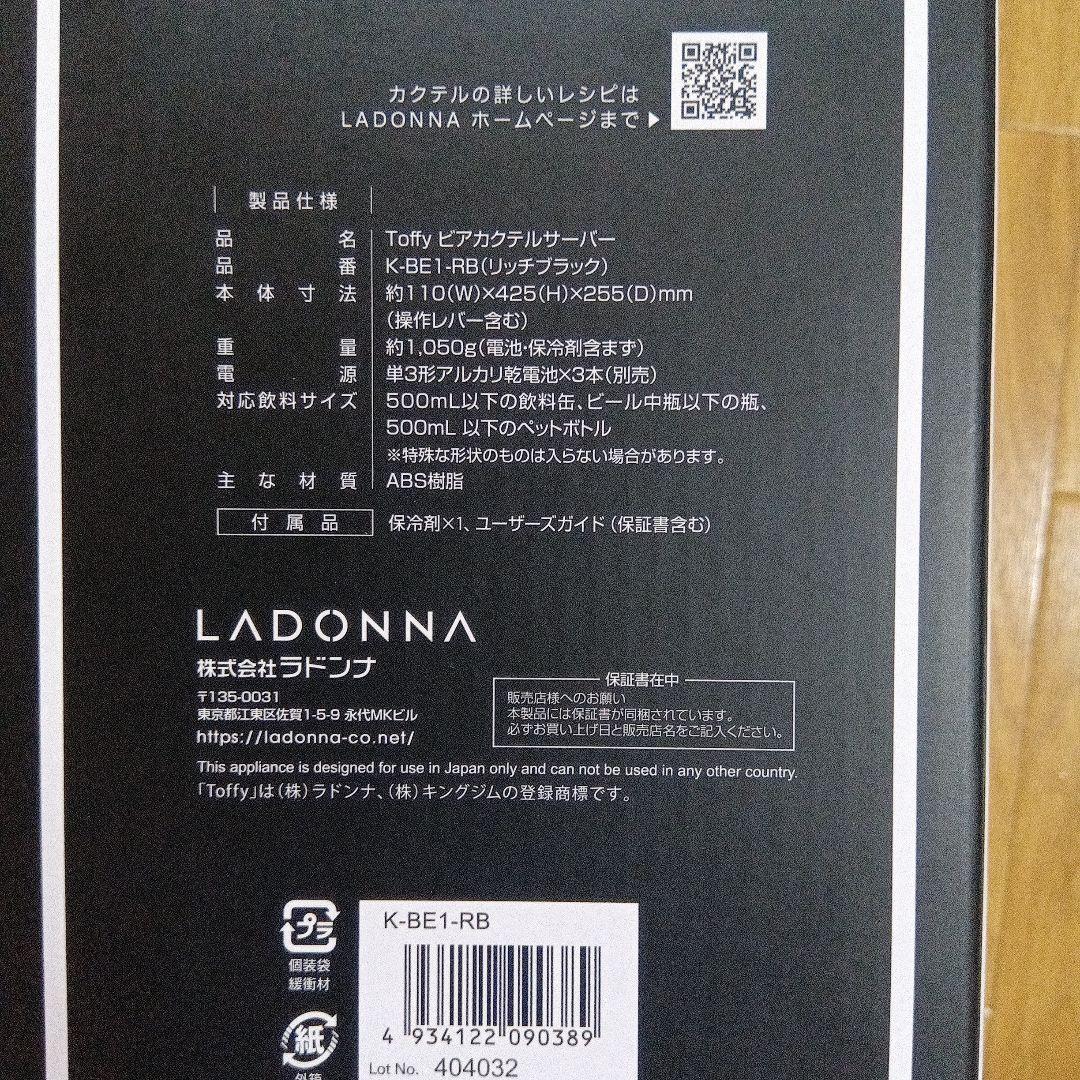 カクテルの詳しいレシピは
LADONNA ホームページまで▶
製品仕様
品名 Toffy ビアカクテルサーバー
品番 K-BE1-RB(リッチブラック)
本体寸法 約110(W)×425(H)×255(D)mm
(操作レバー含む)
重量 約1,050g(電池・保冷剤含まず)
電源 単3形アルカリ乾電池×3本(別売)
対応飲料サイズ 500mL以下の飲料缶、ビール中瓶以下の瓶、
500mL 以下のペットボトル
※特殊な形状のものは入らない場合があります。
主な材質 ABS樹脂
付属品 保冷剤×1、ユーザーズガイド(保証書含む)
LADONNA
株式会社ラドンナ
〒135-0031
東京都江東区佐賀1-5-9 永代MKビル
https://ladonna-co.net/
保証書在中
販売店様へのお願い
本製品には保証書が同梱されています。
必ずお買い上げ日と販売店名をご記入ください。
This appliance is designed for use in Japan only and can not be used in any other country.
「Toffy」は(株)ラドンナ、(株)キングジムの登録商標です。
プラ
個装袋
緩衝材
紙
外箱
K-BE1-RB
4 934122 090389
Lot No. 404032